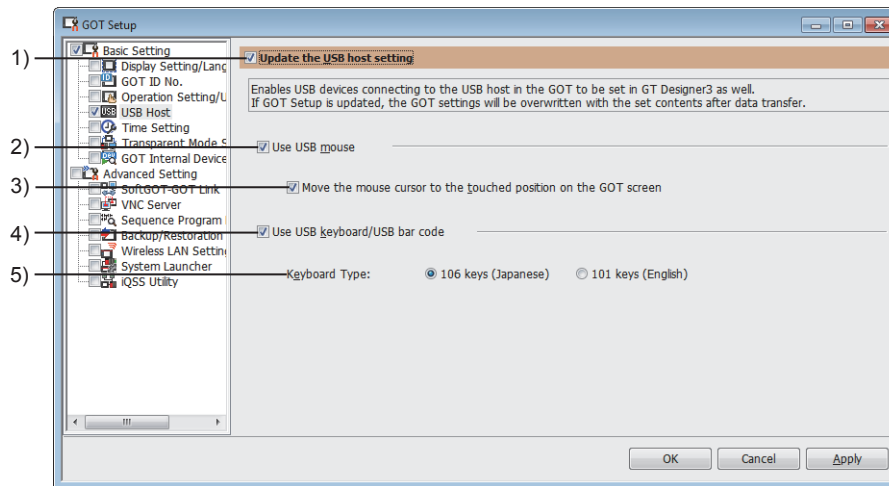 GOT Setup
1)
2)
3)
4)
5)
Basic Setting
Display Setting/Lang
GOT ID No.
Operation Setting/U
USB Host
Time Setting
Transparent Mode S
GOT Internal Device
Advanced Setting
SoftGOT-GOT Link
VNC Server
Sequence Program
Backup/Restoration
Wireless LAN Setting
System Launcher
iQSS Utility
Update the USB host setting
Enables USB devices connecting to the USB host in the GOT to be set in GT Designer3 as well.
If GOT Setup is updated, the GOT settings will be overwritten with the set contents after data transfer.
Use USB mouse
Move the mouse cursor to the touched position on the GOT screen
Use USB keyboard/USB bar code
Keyboard Type: 106 keys (Japanese) 101 keys (English)
OK Cancel Apply